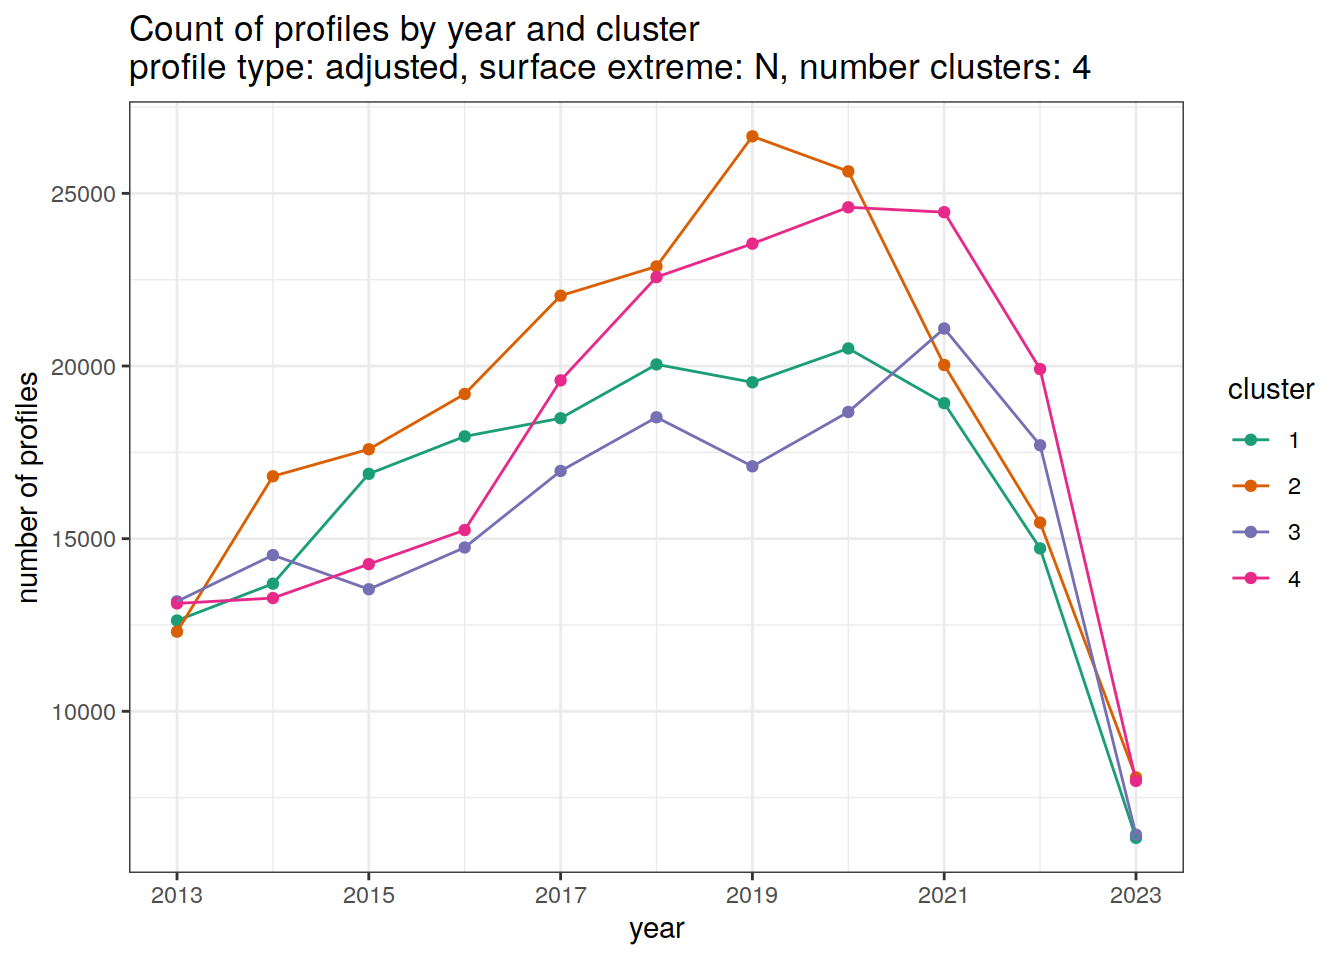 Count of profiles by year and cluster
profile type: adjusted, surface extreme: N, number clusters: 4
number of profiles
25000
20000
15000
10000
2013 2015 2017 2019 2021 2023
year
cluster
1
2
3
4